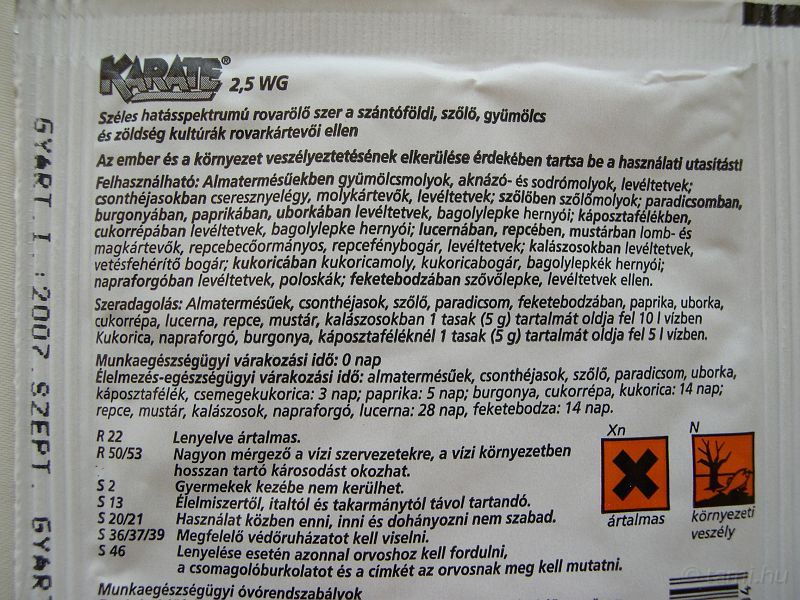 KARATE® 2,5 WG
Széles hatásspektrumú rovarölő szer a szántóföldi, szőlő, gyümölcs
és zöldség kultúrák rovarkártevői ellen
Az ember és a környezet veszélyeztetésének elkerülése érdekében tartsa be a használati utasítást!
Felhasználható: Almatermésűekben gyümölcsmolyok, aknázó- és sodrómolyok, levéltetvek;
csonthéjasokban cseresznyelégy, molykártevők, levéltetvek; szőlőben szőlőmolyok; paradicsomban,
burgonyában, paprikában, uborkában levéltetvek, bagolylepke hernyói; káposztafélékben,
cukorrépában levéltetvek, bagolylepke hernyói; lucernában, repcében, mustárban lomb- és
magkártevők, repcebecőormányos, repcefénybogár, levéltetvek; kalászosokban levéltetvek,
vetésfehérítő bogár; kukoricában kukoricamoly, kukoricabogár, bagolylepkék hernyói;
napraforgóban levéltetvek, poloskák; feketebodzában szövőlepke, levéltetvek ellen.
Szeradagolás: Almatermésűek, csonthéjasok, szőlő, paradicsom, feketebodzában, paprika, uborka,
cukorrépa, lucerna, repce, mustár, kalászosokban 1 tasak (5 g) tartalmát oldja fel 10 l vízben.
Kukorica, napraforgó, burgonya, káposztaféléknél 1 tasak (5 g) tartalmát oldja fel 5 l vízben.
Munkaegészségügyi várakozási idő: 0 nap
Élelmezés-egészségügyi várakozási idő: almatermésűek, csonthéjasok, szőlő, paradicsom, uborka,
káposztafélék, csemegekukorica: 3 nap; paprika: 5 nap; burgonya, cukorrépa, kukorica: 14 nap;
repce, mustár, kalászosok, napraforgó, lucerna: 28 nap, feketebodza: 14 nap.
R 22 Lenyelve ártalmas.
R 50/53 Nagyon mérgező a vízi szervezetekre, a vízi környezetben
hosszan tartó károsodást okozhat.
S 2 Gyermekek kezébe nem kerülhet.
S 13 Élelmiszertől, italtól és takarmánytól távol tartandó.
S 20/21 Használat közben enni, inni és dohányozni nem szabad.
S 36/37/39 Megfelelő védőruházatot kell viselni.
S 46 Lenyelése esetén azonnal orvoshoz kell fordulni,
a csomagolóburkolatot és a címkét az orvosnak meg kell mutatni.
Munkaegészségügyi óvórendszabályok
Xn
ártalmas
N
környezeti
veszély
GYÁRT. I.:2007.SZEPT. GYÁRT
© tami.hu